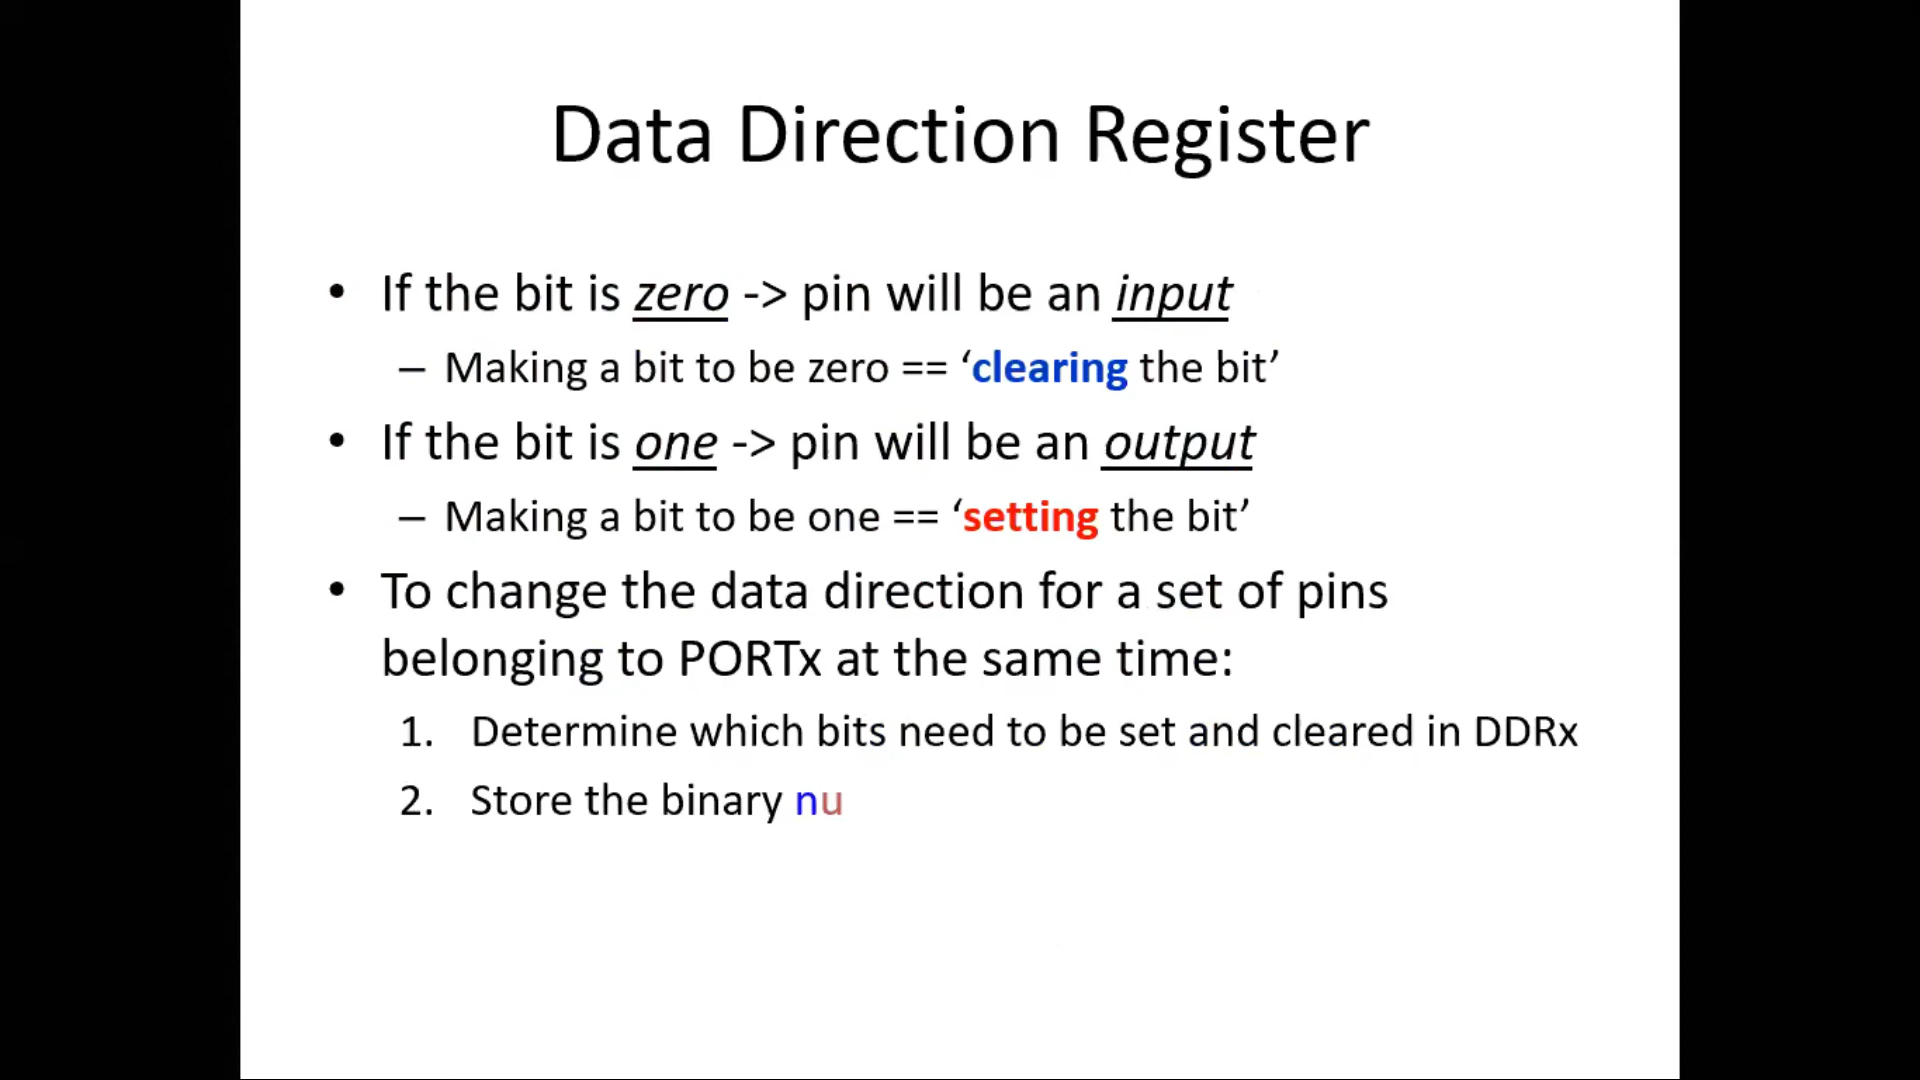 Data Direction Register
• If the bit is zero -> pin will be an input
– Making a bit to be zero == ‘clearing the bit’
• If the bit is one -> pin will be an output
– Making a bit to be one == ‘setting the bit’
• To change the data direction for a set of pins
belonging to PORTx at the same time:
1. Determine which bits need to be set and cleared in DDRx
2. Store the binary nu